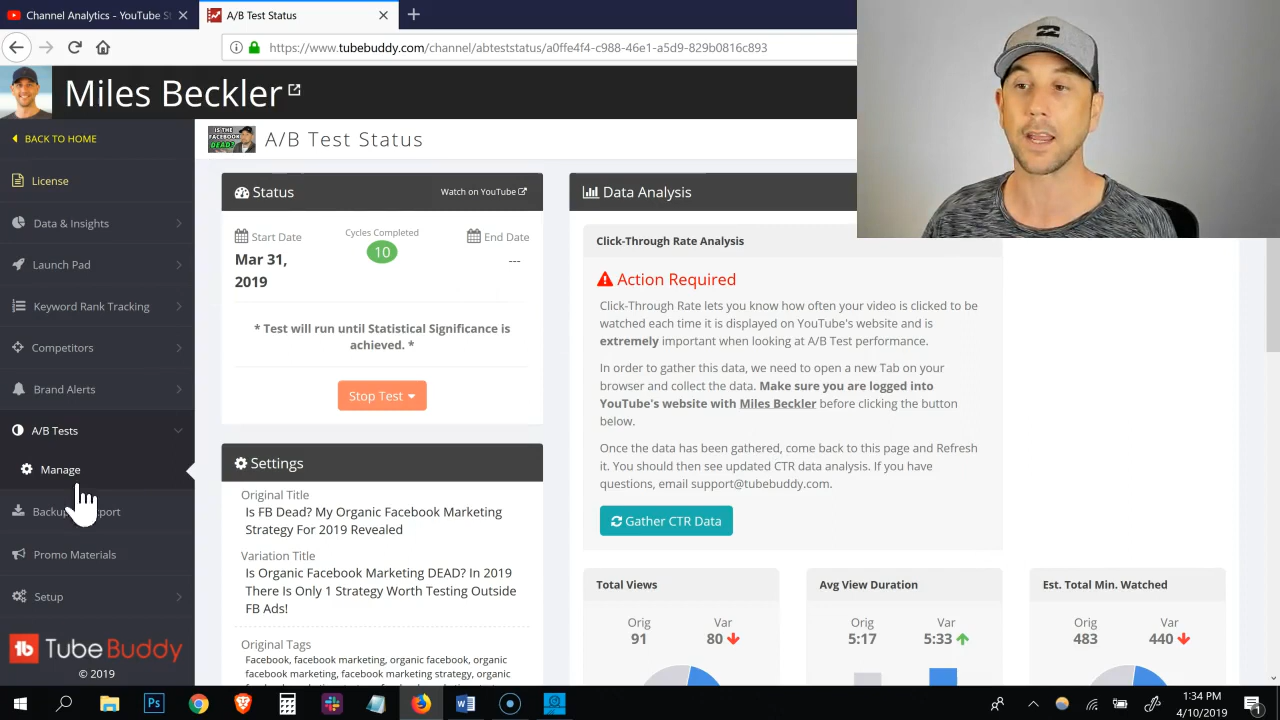 Channel Analytics - YouTube St
A/B Test Status
https://www.tubebuddy.com/channel/abteststatus/a0ffe4f4-c988-46e1-a5d9-829b0816c893
Miles Beckler
BACK TO HOME
License
Data & Insights
Launch Pad
Keyword Rank Tracking
Competitors
Brand Alerts
A/B Tests
Manage
Promo Materials
Setup
TubeBuddy
© 2019
IS THE
FACEBOOK
DEAD?
A/B Test Status
Status
Watch on YouTube
Start Date
Cycles Completed
End Date
Mar 31,
2019
10
---
* Test will run until Statistical Significance is
achieved. *
Stop Test
Settings
Original Title
Is FB Dead? My Organic Facebook Marketing
Strategy For 2019 Revealed
Variation Title
Is Organic Facebook Marketing DEAD? In 2019
There Is Only 1 Strategy Worth Testing Outside
FB Ads!
Original Tags
Facebook, facebook marketing, organic facebook, organic
facebook marketing, facebook marketing strategy, organic
Data Analysis
Click-Through Rate Analysis
Action Required
Click-Through Rate lets you know how often your video is clicked to be
watched each time it is displayed on YouTube's website and is
extremely important when looking at A/B Test performance.
In order to gather this data, we need to open a new Tab on your
browser and collect the data. Make sure you are logged into
YouTube's website with Miles Beckler before clicking the button
below.
Once the data has been gathered, come back to this page and Refresh
it. You should then see updated CTR data analysis. If you have
questions, email support@tubebuddy.com.
Gather CTR Data
Total Views
Orig
Var
91
80
Avg View Duration
Orig
Var
5:17
5:33
Est. Total Min. Watched
Orig
Var
483
440
1:34 PM
4/10/2019
1